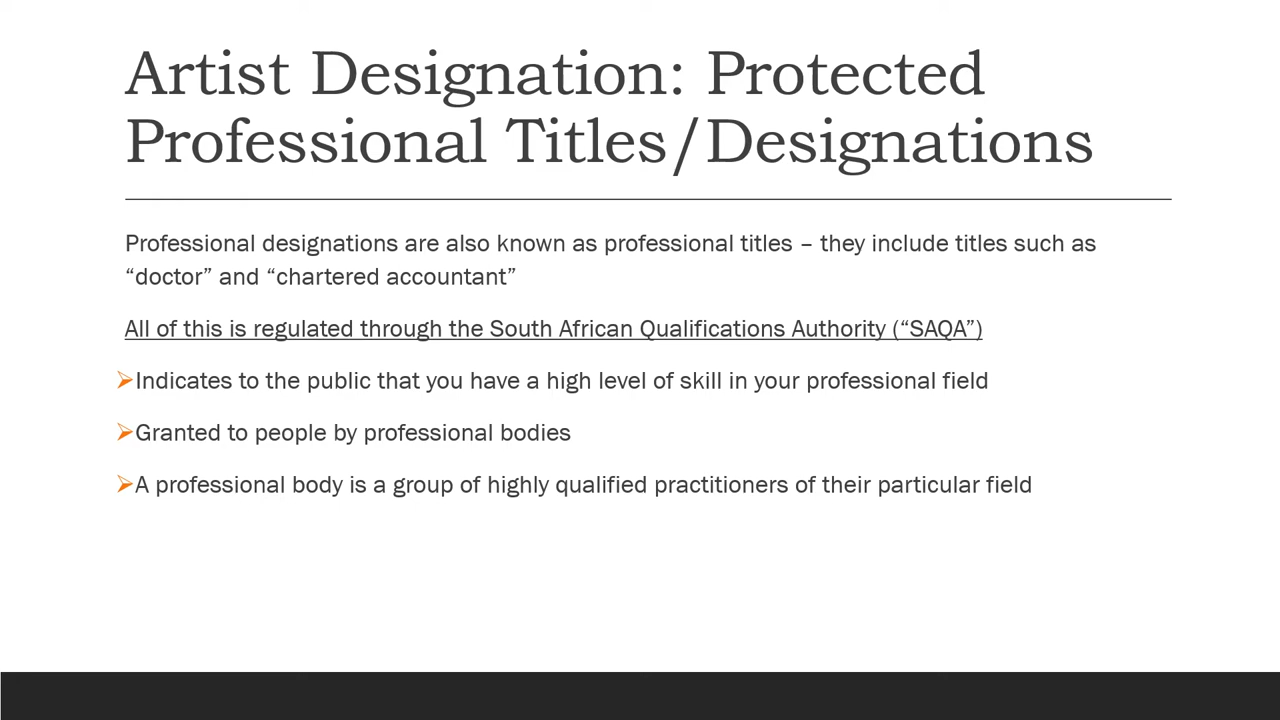 Artist Designation: Protected
Professional Titles/Designations
Professional designations are also known as professional titles – they include titles such as
“doctor” and “chartered accountant”
All of this is regulated through the South African Qualifications Authority (“SAQA”)
Indicates to the public that you have a high level of skill in your professional field
Granted to people by professional bodies
A professional body is a group of highly qualified practitioners of their particular field